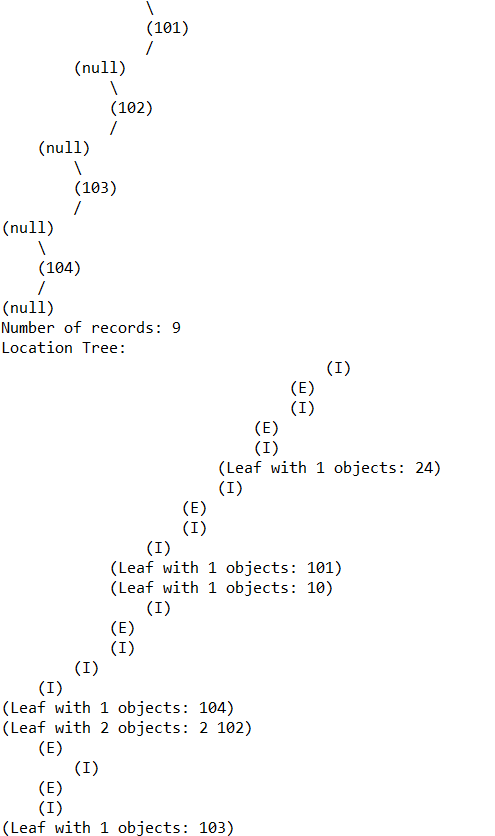 \
(101)
/
(null)
\
(102)
/
(null)
\
(103)
/
(null)
\
(104)
/
(null)
Number of records: 9
Location Tree:
(I)
(E)
(I)
(E)
(I)
(Leaf with 1 objects: 24)
(I)
(E)
(I)
(I)
(Leaf with 1 objects: 101)
(Leaf with 1 objects: 10)
(I)
(E)
(I)
(I)
(I)
(Leaf with 1 objects: 104)
(Leaf with 2 objects: 2 102)
(E)
(I)
(E)
(I)
(Leaf with 1 objects: 103)